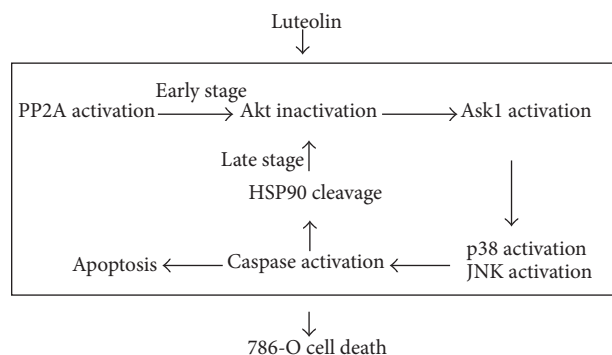 Luteolin
Early stage
PP2A activation
Akt inactivation
Ask1 activation
Late stage
HSP90 cleavage
Apoptosis
Caspase activation
p38 activation
JNK activation
786-O cell death